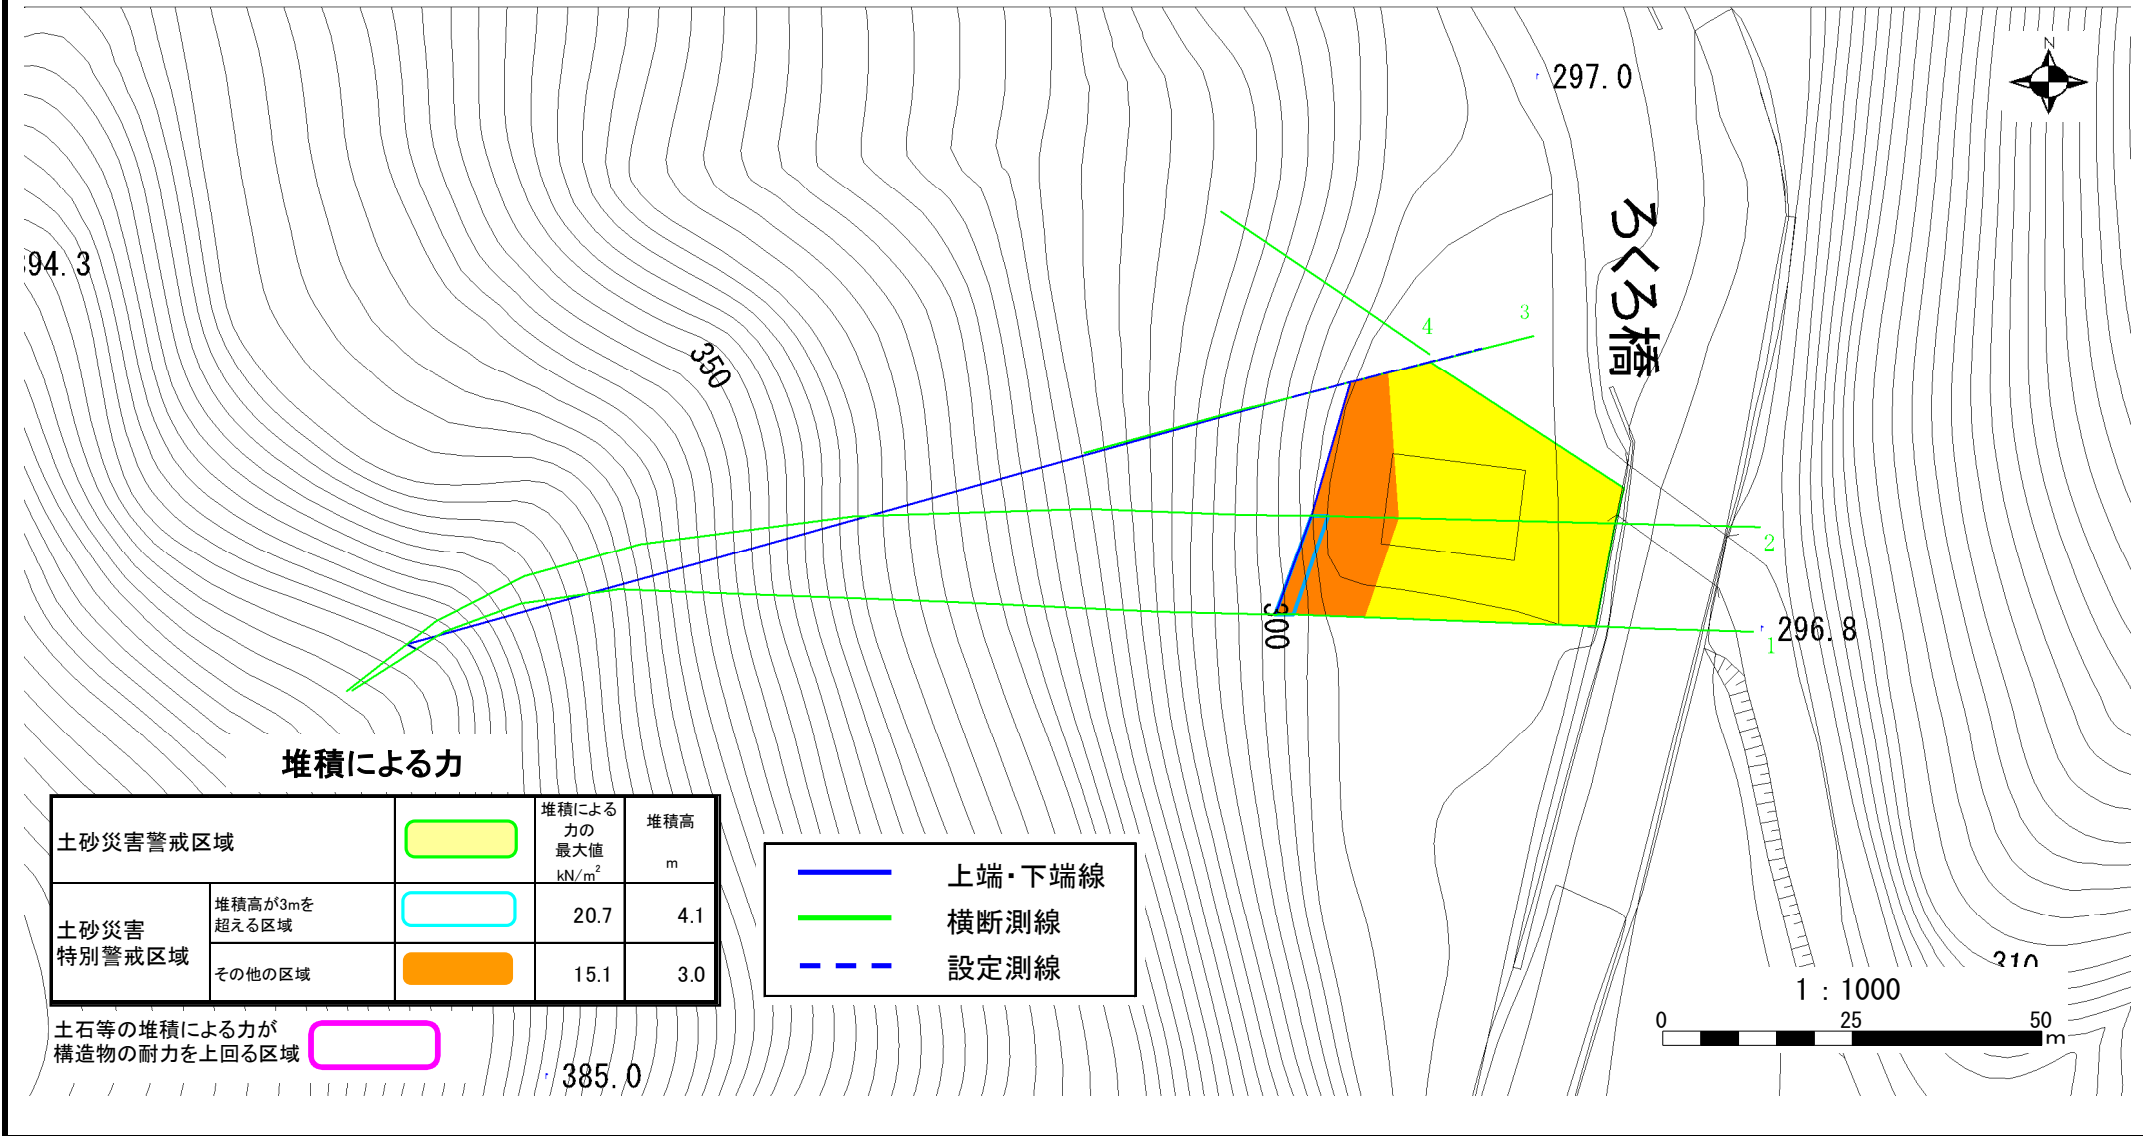 N
297.0
94.3
ろくろ橋
3
4
350
2
300
296.8
1
堆積による力
土砂災害警戒区域
堆積による
力の
最大値
kN/m²
堆積高
m
土砂災害
特別警戒区域
堆積高が3mを
超える区域
20.7
4.1
その他の区域
15.1
3.0
土石等の堆積による力が
構造物の耐力を上回る区域
上端・下端線
横断測線
設定測線
385.0
310
1 : 1000
0 25 50
m